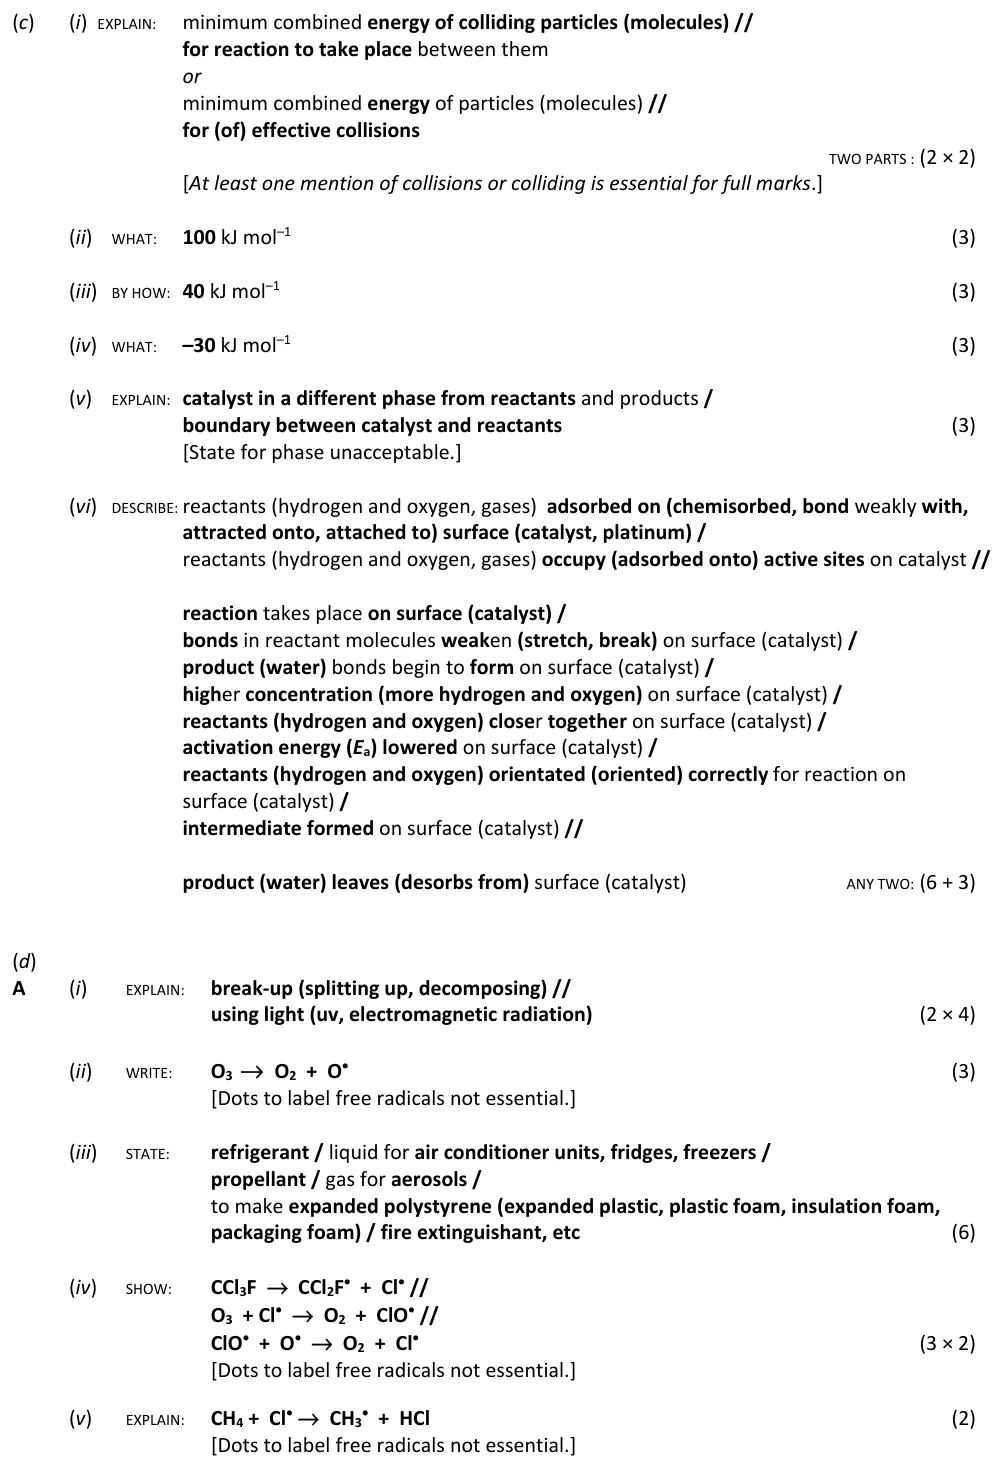 (c) (i) EXPLAIN: minimum combined energy of colliding particles (molecules) //
for reaction to take place between them
or
minimum combined energy of particles (molecules) //
for (of) effective collisions
TWO PARTS : (2 × 2)
[At least one mention of collisions or colliding is essential for full marks.]
(ii) WHAT: 100 kJ mol⁻¹ (3)
(iii) BY HOW: 40 kJ mol⁻¹ (3)
(iv) WHAT: –30 kJ mol⁻¹ (3)
(v) EXPLAIN: catalyst in a different phase from reactants and products /
boundary between catalyst and reactants (3)
[State for phase unacceptable.]
(vi) DESCRIBE: reactants (hydrogen and oxygen, gases) adsorbed on (chemisorbed, bond weakly with,
attracted onto, attached to) surface (catalyst, platinum) /
reactants (hydrogen and oxygen, gases) occupy (adsorbed onto) active sites on catalyst //
reaction takes place on surface (catalyst) /
bonds in reactant molecules weaken (stretch, break) on surface (catalyst) /
product (water) bonds begin to form on surface (catalyst) /
higher concentration (more hydrogen and oxygen) on surface (catalyst) /
reactants (hydrogen and oxygen) closer together on surface (catalyst) /
activation energy (Eₐ) lowered on surface (catalyst) /
reactants (hydrogen and oxygen) orientated (oriented) correctly for reaction on
surface (catalyst) /
intermediate formed on surface (catalyst) //
product (water) leaves (desorbs from) surface (catalyst) ANY TWO: (6 + 3)
(d)
A (i) EXPLAIN: break-up (splitting up, decomposing) //
using light (uv, electromagnetic radiation) (2 × 4)
(ii) WRITE: O₃ → O₂ + O• (3)
[Dots to label free radicals not essential.]
(iii) STATE: refrigerant / liquid for air conditioner units, fridges, freezers /
propellant / gas for aerosols /
to make expanded polystyrene (expanded plastic, plastic foam, insulation foam,
packaging foam) / fire extinguishant, etc (6)
(iv) SHOW: CCl₃F → CCl₂F• + Cl• //
O₃ + Cl• → O₂ + ClO• //
ClO• + O• → O₂ + Cl• (3 × 2)
[Dots to label free radicals not essential.]
(v) EXPLAIN: CH₄ + Cl• → CH₃• + HCl (2)
[Dots to label free radicals not essential.]